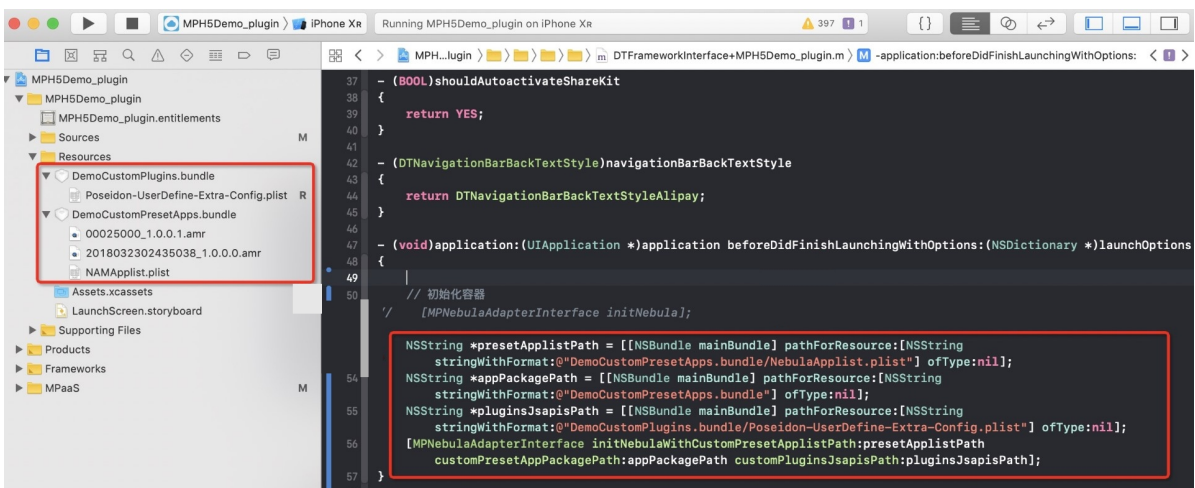 MPH5Demo_plugin 〉 iPhone XR
Running MPH5Demo_plugin on iPhone XR
397
1
MPH5Demo_plugin
MPH5Demo_plugin
MPH5Demo_plugin.entitlements
Sources M
Resources
DemoCustomPlugins.bundle
Poseidon-UserDefine-Extra-Config.plist R
DemoCustomPresetApps.bundle
00025000_1.0.0.1.amr
2018032302435038_1.0.0.0.amr
NAMApplist.plist
Assets.xcassets
LaunchScreen.storyboard
Supporting Files
Products
Frameworks
MPaaS M
MPH...lugin 〉 〉 〉 〉 〉 m DTFrameworkInterface+MPH5Demo_plugin.m 〉 M -application:beforeDidFinishLaunchingWithOptions:
37 - (BOOL)shouldAutoactivateShareKit
38 {
39 return YES;
40 }
41
42 - (DTNavigationBarBackTextStyle)navigationBarBackTextStyle
43 {
44 return DTNavigationBarBackTextStyleAlipay;
45 }
46
47 - (void)application:(UIApplication *)application beforeDidFinishLaunchingWithOptions:(NSDictionary *)launchOptions
48 {
49
50 // 初始化容器
// [MPNebulaAdapterInterface initNebula];
NSString *presetApplistPath = [[NSBundle mainBundle] pathForResource:[NSString
stringWithFormat:@"DemoCustomPresetApps.bundle/NebulaApplist.plist"] ofType:nil];
54 NSString *appPackagePath = [[NSBundle mainBundle] pathForResource:[NSString
stringWithFormat:@"DemoCustomPresetApps.bundle"] ofType:nil];
55 NSString *pluginsJsapisPath = [[NSBundle mainBundle] pathForResource:[NSString
stringWithFormat:@"DemoCustomPlugins.bundle/Poseidon-UserDefine-Extra-Config.plist"] ofType:nil];
56 [MPNebulaAdapterInterface initNebulaWithCustomPresetApplistPath:presetApplistPath
customPresetAppPackagePath:appPackagePath customPluginsJsapisPath:pluginsJsapisPath];
57 }